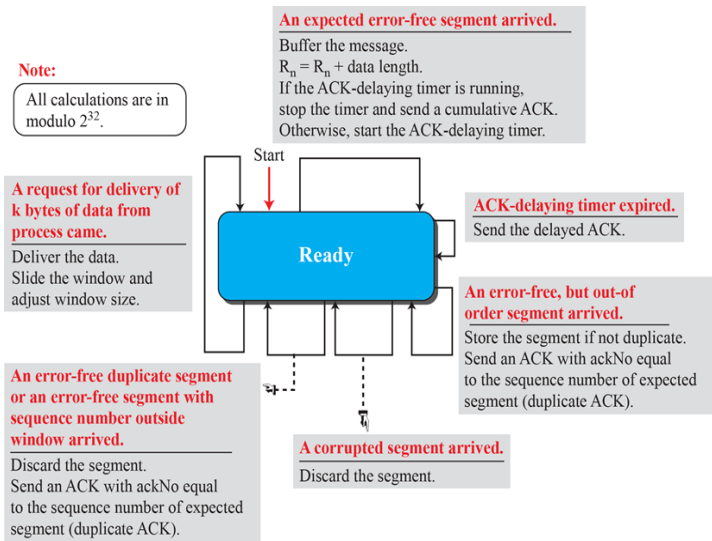 An expected error-free segment arrived.
Buffer the message.
Rₙ = Rₙ + data length.
If the ACK-delaying timer is running,
stop the timer and send a cumulative ACK.
Otherwise, start the ACK-delaying timer.
Note:
All calculations are in
modulo 2³².
Start
A request for delivery of
k bytes of data from
process came.
Deliver the data.
Slide the window and
adjust window size.
Ready
ACK-delaying timer expired.
Send the delayed ACK.
An error-free, but out-of
order segment arrived.
Store the segment if not duplicate.
Send an ACK with ackNo equal
to the sequence number of expected
segment (duplicate ACK).
An error-free duplicate segment
or an error-free segment with
sequence number outside
window arrived.
Discard the segment.
Send an ACK with ackNo equal
to the sequence number of expected
segment (duplicate ACK).
A corrupted segment arrived.
Discard the segment.